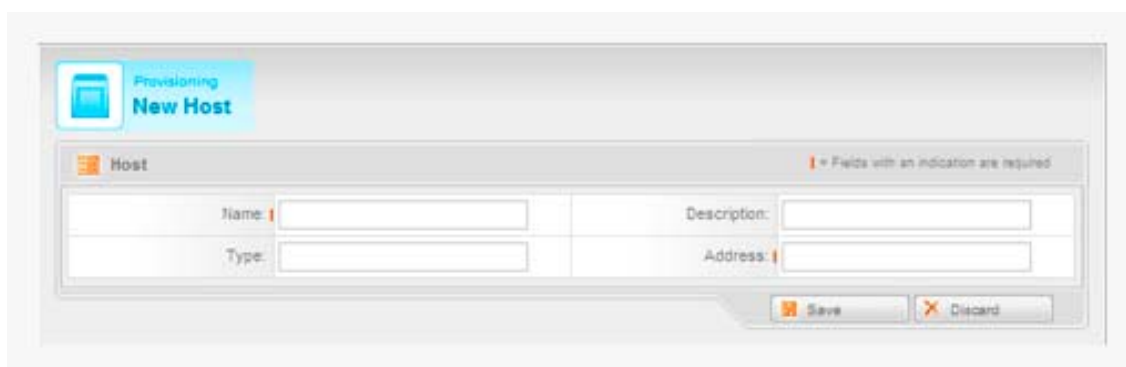 Provisioning
New Host
Host
= Fields with an indication are required
Name:
Description:
Type:
Address:
Save
Discard